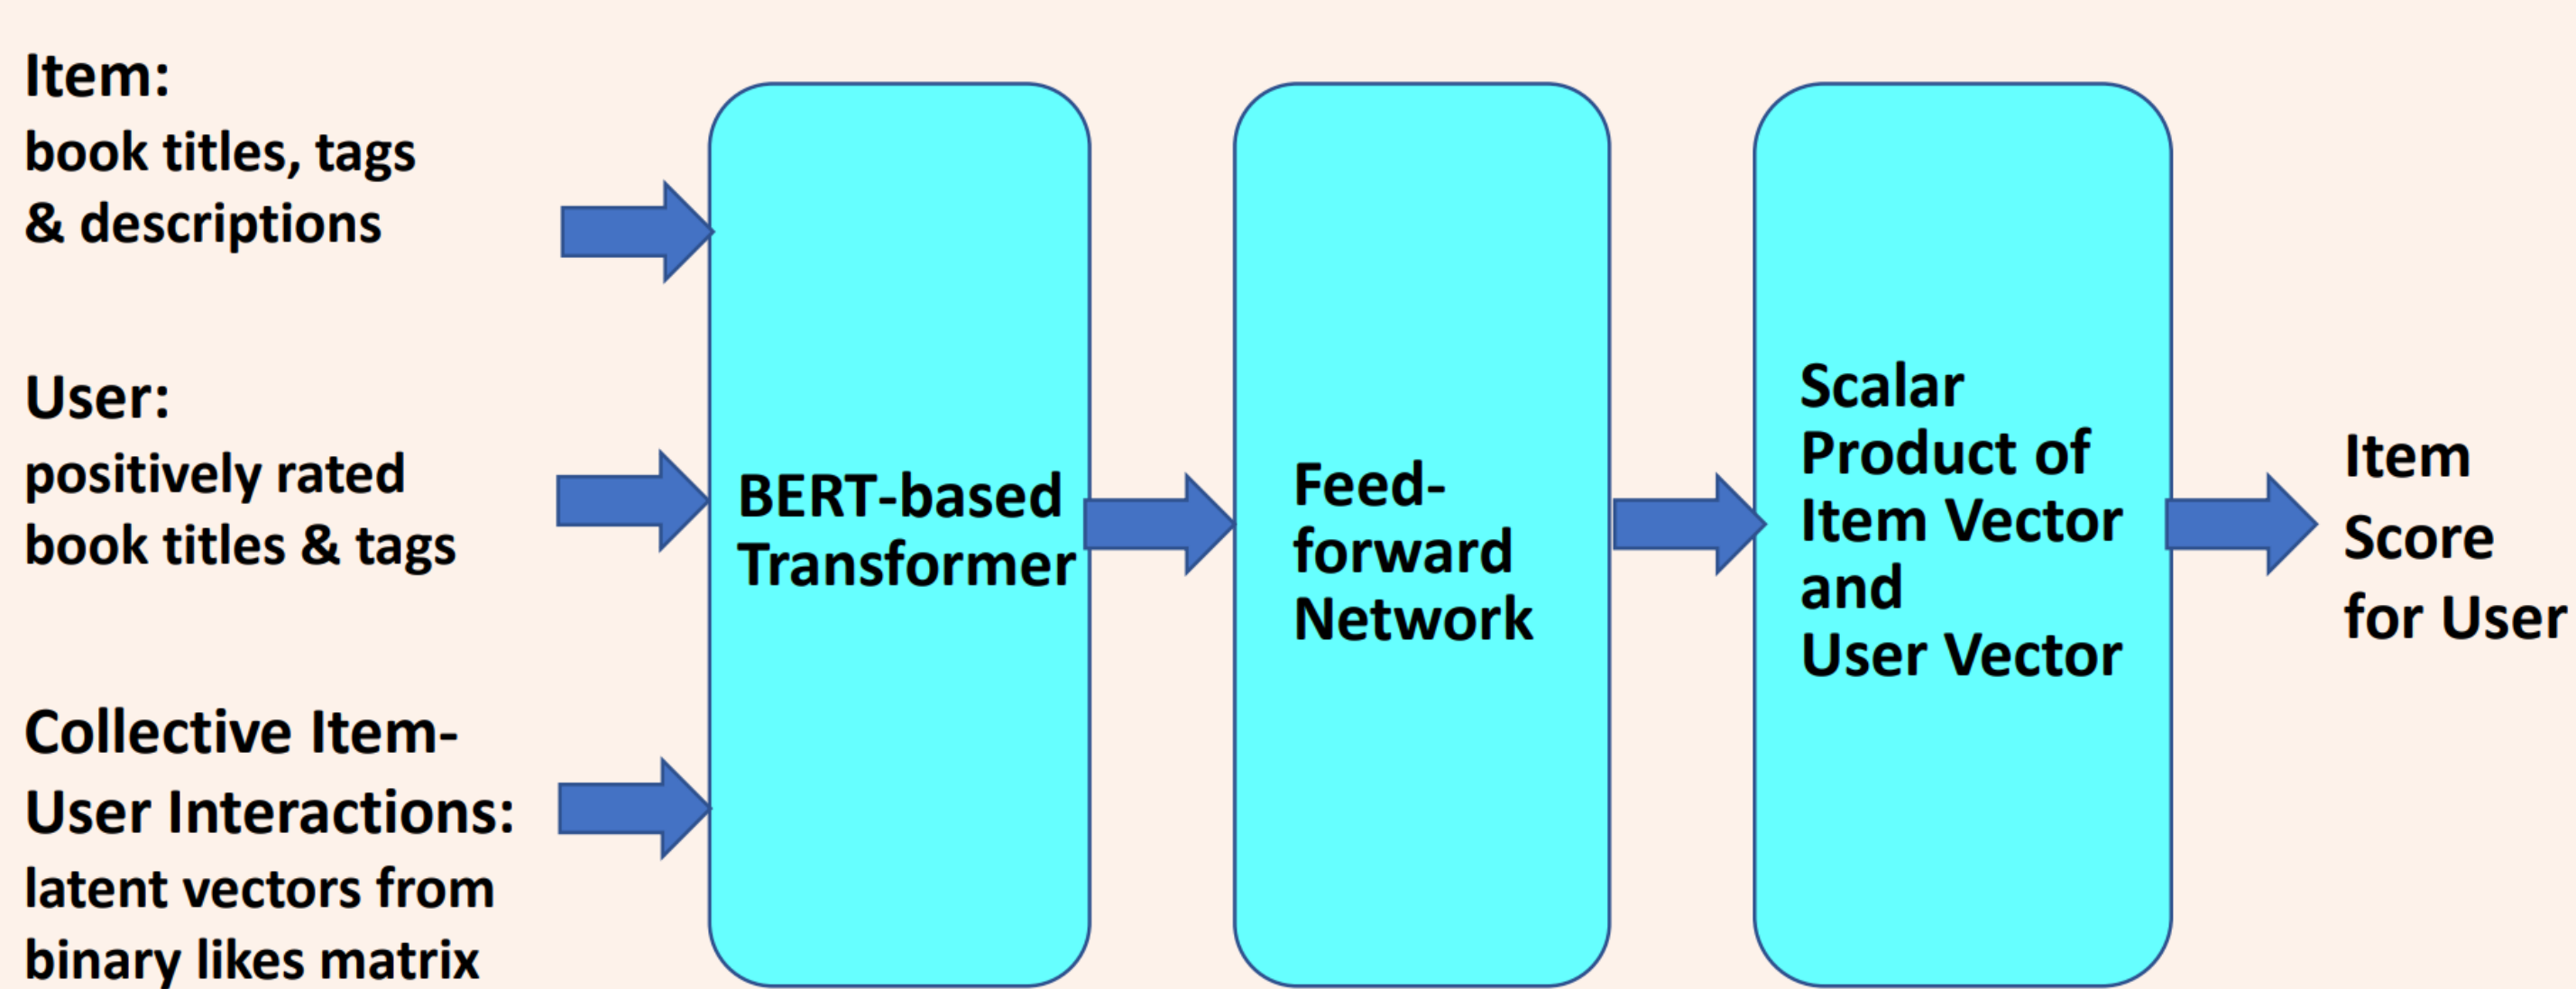 Item:
book titles, tags
& descriptions
User:
positively rated
book titles & tags
Collective Item-
User Interactions:
latent vectors from
binary likes matrix
BERT-based
Transformer
Feed-
forward
Network
Scalar
Product of
Item Vector
and
User Vector
Item
Score
for User